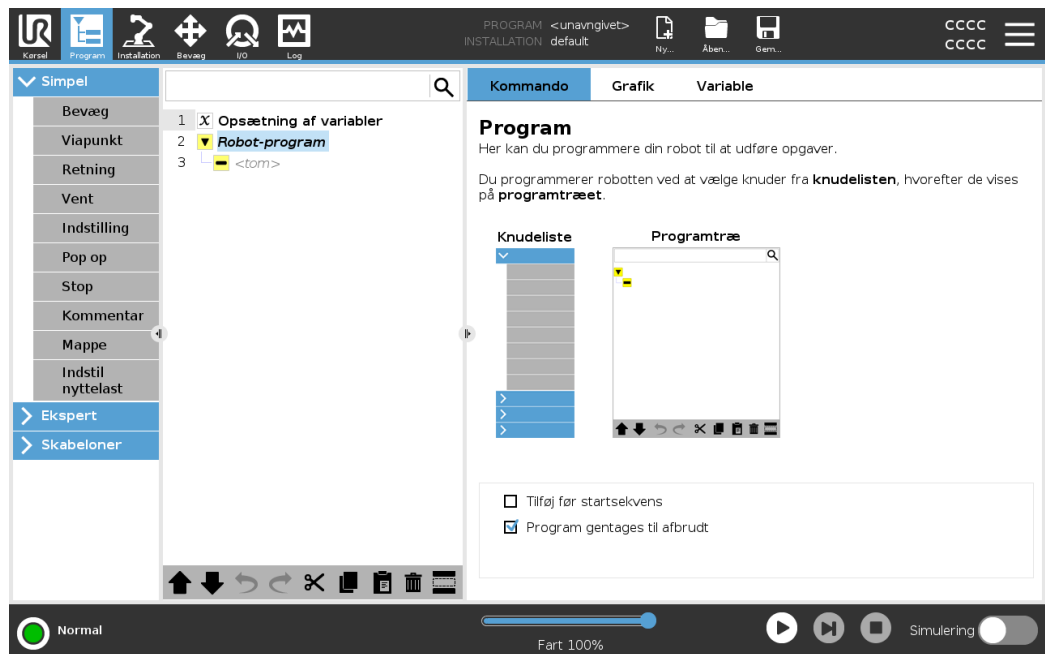 UR
PROGRAM <unavngivet>
INSTALLATION default
Kørsel Program Installation Bevæg I/O Log Ny... Åben... Gem...
CCCC
CCCC
Simpel
Bevæg
Viapunkt
Retning
Vent
Indstilling
Pop op
Stop
Kommentar
Mappe
Indstil
nyttelast
Ekspert
Skabeloner
1 X Opsætning af variabler
2 Robot-program
3 <tom>
Kommando Grafik Variable
Program
Her kan du programmere din robot til at udføre opgaver.
Du programmerer robotten ved at vælge knuder fra knudelisten, hvorefter de vises
på programtræet.
Knudeliste Programtræ
Tilføj før startsekvens
Program gentages til afbrudt
Normal
Fart 100%
Simulering